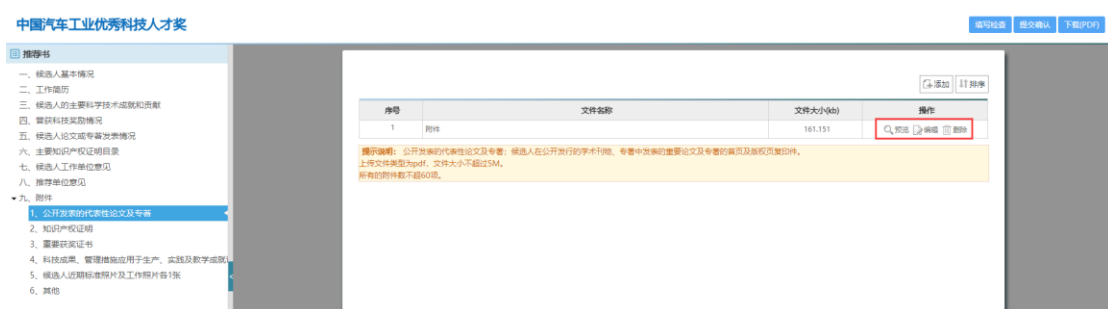 中国汽车工业优秀科技人才奖
填写检查 提交确认 下载(PDF)
推荐书
一、候选人基本情况
二、工作简历
三、候选人的主要科学技术成就和贡献
四、曾获科技奖励情况
五、候选人论文或专著发表情况
六、主要知识产权证明目录
七、候选人工作单位意见
八、推荐单位意见
九、附件
1、公开发表的代表性论文及专著
2、知识产权证明
3、重要获奖证书
4、科技成果、管理措施应用于生产、实践及教学成就
5、候选人近期标准照片及工作照片各1张
6、其他
添加 排序
序号 文件名称 文件大小(kb) 操作
1 附件 161.151 预览 编辑 删除
提示说明: 公开发表的代表性论文及专著;候选人在公开发行的学术刊物、专著中发表的重要论文及专著的首页及版权页复印件。
上传文件类型为pdf,文件大小不超过5M。
所有的附件数不超60项。